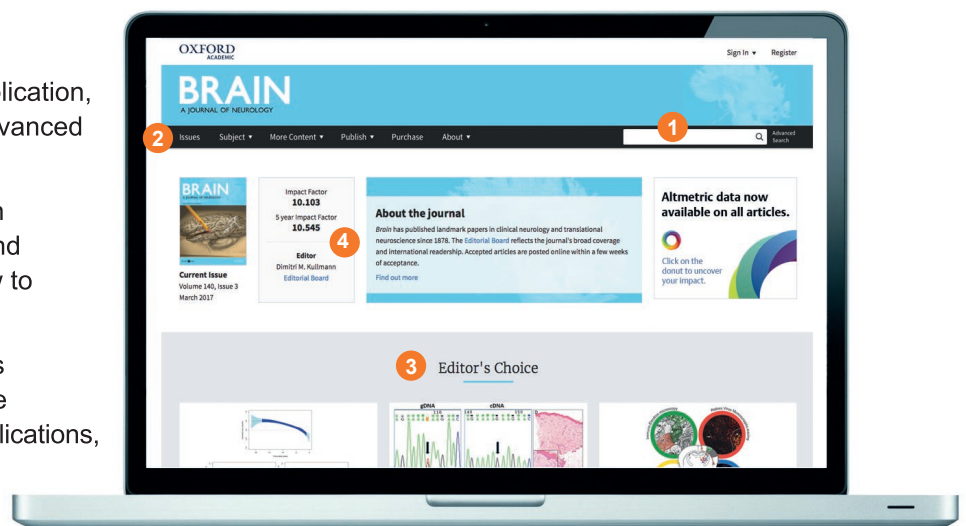 lication,
dvanced
n
nd
v to
s
e
lications,
OXFORD
ACADEMIC
Sign In
Register
BRAIN
A JOURNAL OF NEUROLOGY
2
Issues
Subject
More Content
Publish
Purchase
About
1
Advanced
Search
BRAIN
Current Issue
Volume 140, Issue 3
March 2017
Impact Factor
10.103
5 year Impact Factor
10.545
4
Editor
Dimitri M. Kullmann
Editorial Board
About the journal
Brain has published landmark papers in clinical neurology and translational
neuroscience since 1878. The Editorial Board reflects the journal's broad coverage
and international readership. Accepted articles are posted online within a few weeks
of acceptance.
Find out more
Altmetric data now
available on all articles.
Click on the
donut to uncover
your impact.
3
Editor's Choice
gDNA
cDNA